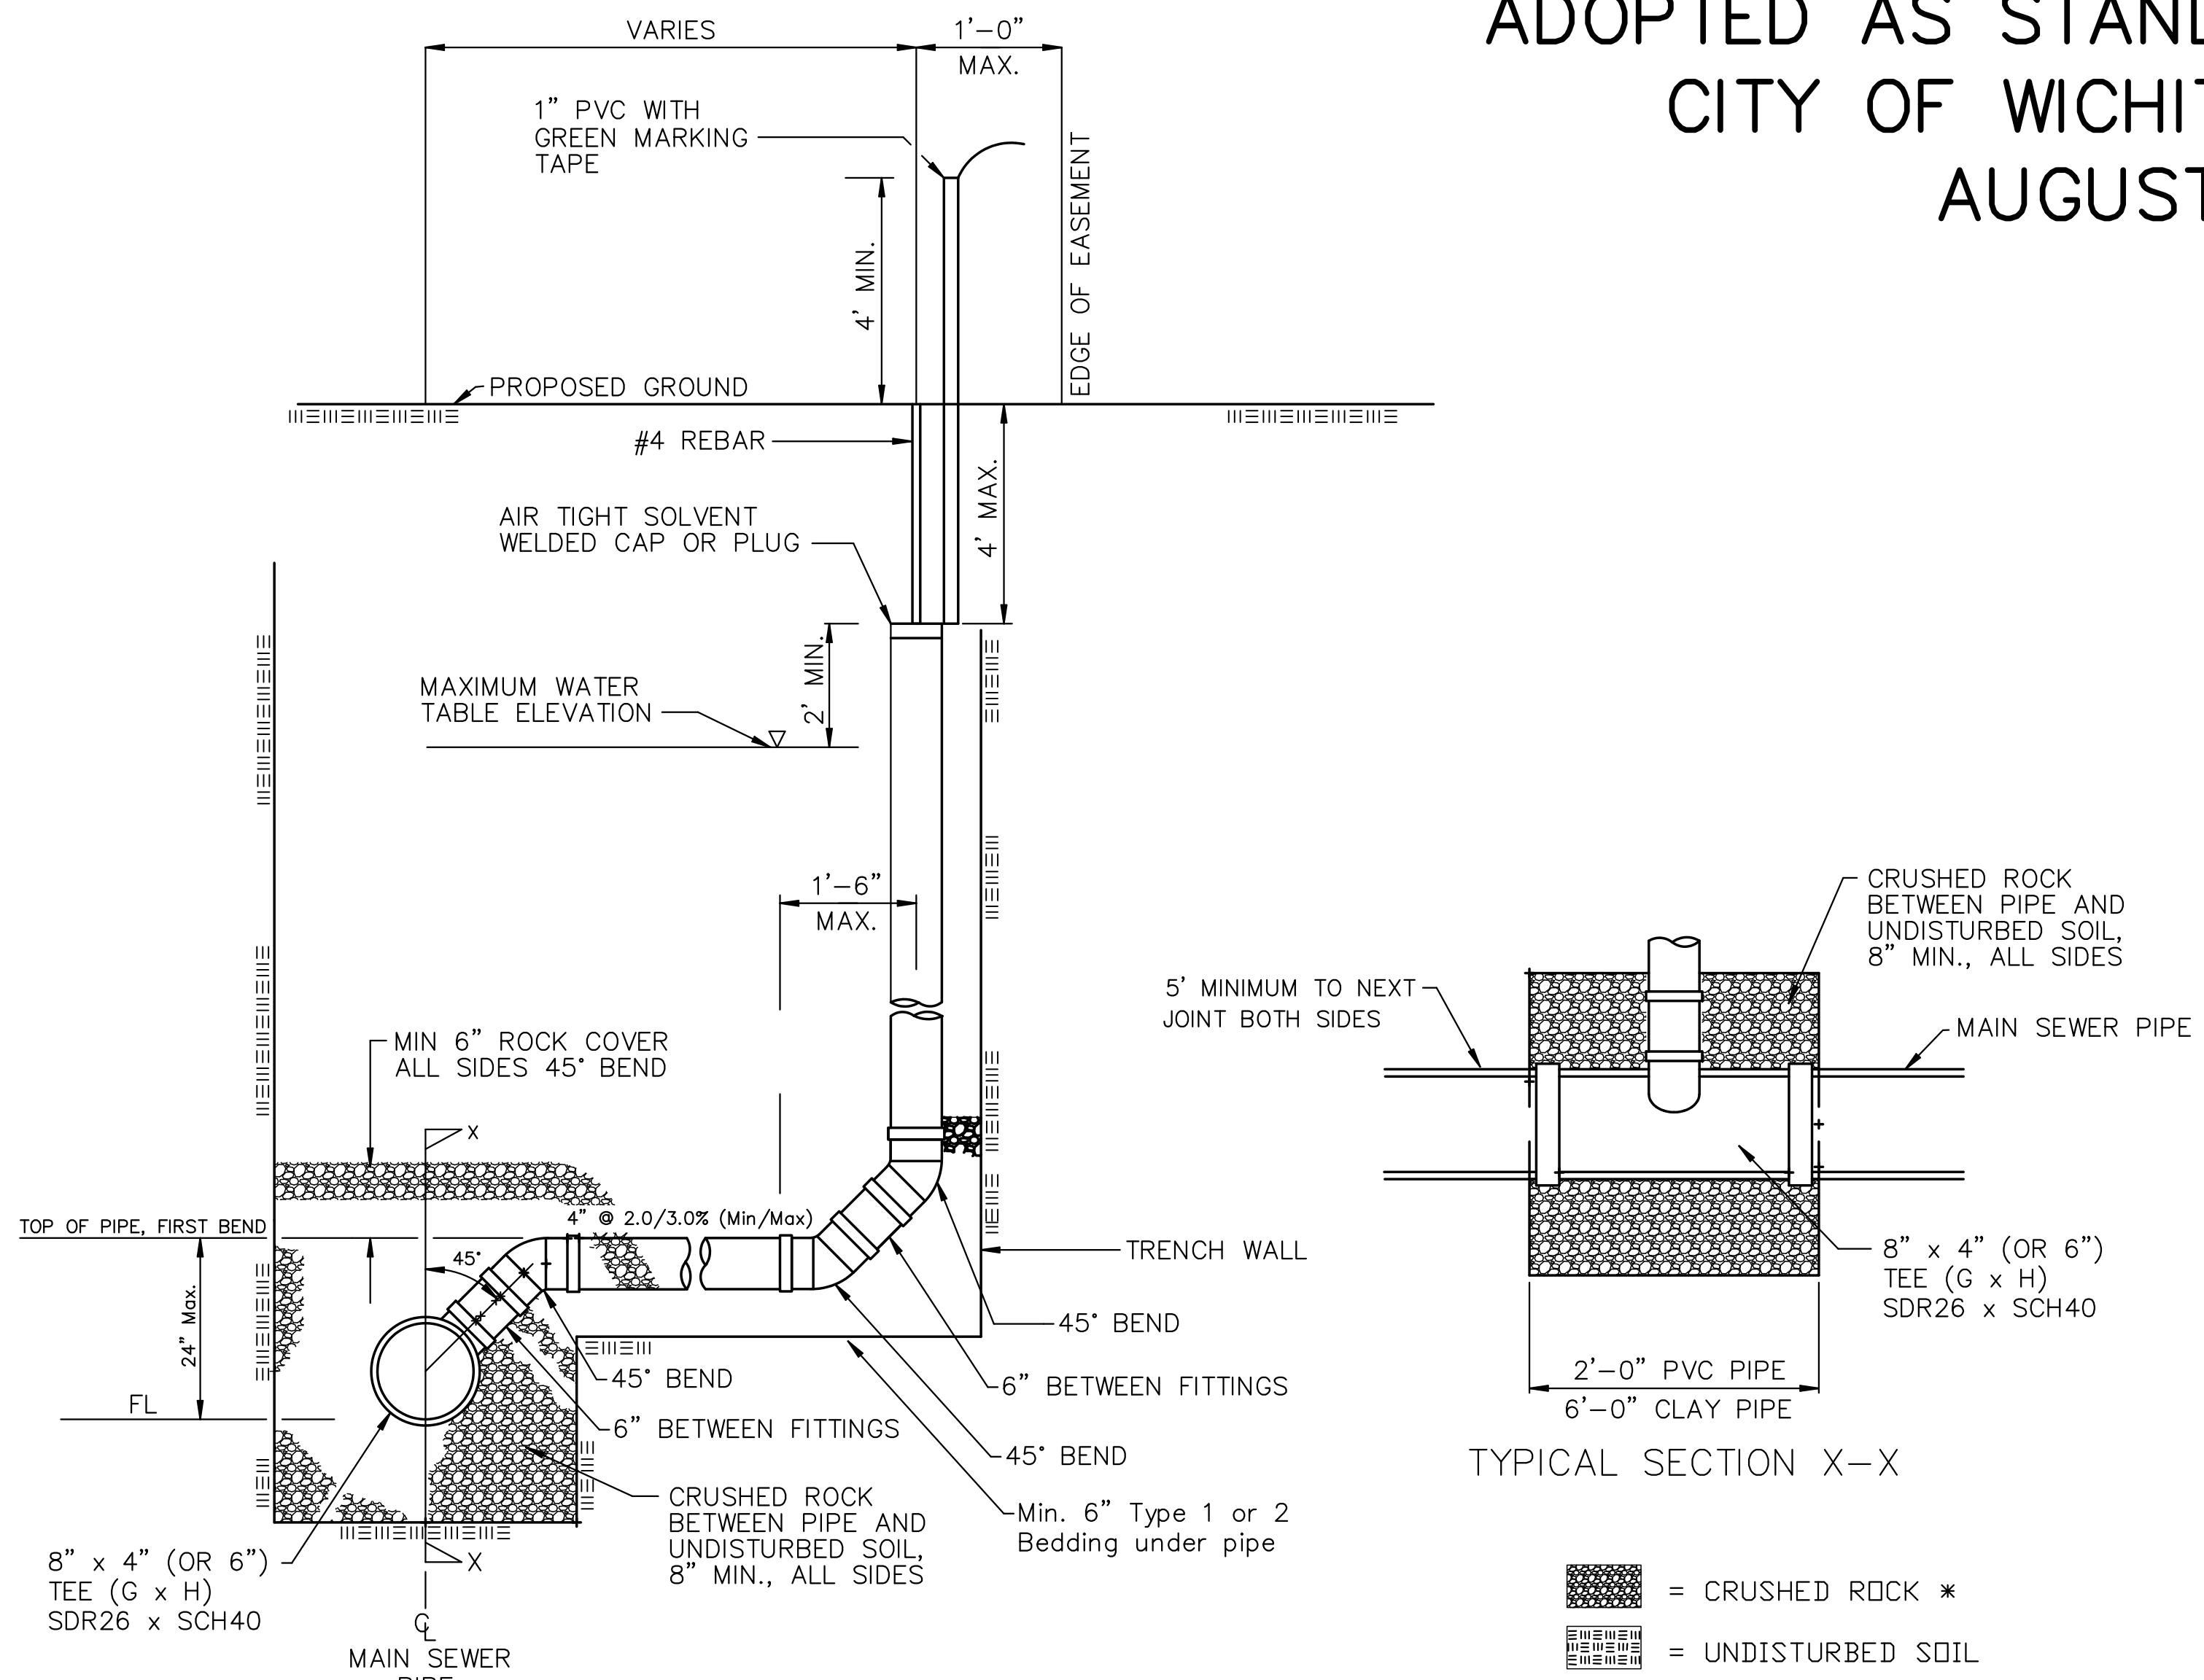 ADOPTED AS
CITY OF
AUGUST
VARIES
1'-0"
MAX.
1" PVC WITH
GREEN MARKING
TAPE
EDGE OF EASEMENT
4' MIN.
PROPOSED GROUND
#4 REBAR
4' MAX.
AIR TIGHT SOLVENT
WELDED CAP OR PLUG
2' MIN.
MAXIMUM WATER
TABLE ELEVATION
1'-6"
MAX.
CRUSHED ROCK
BETWEEN PIPE AND
UNDISTURBED SOIL,
8" MIN., ALL SIDES
5' MINIMUM TO NEXT
JOINT BOTH SIDES
MAIN SEWER PIPE
MIN 6" ROCK COVER
ALL SIDES 45° BEND
X
TOP OF PIPE, FIRST BEND
4" @ 2.0/3.0% (Min/Max)
45°
TRENCH WALL
8" x 4" (OR 6")
TEE (G x H)
SDR26 x SCH40
24" Max.
45° BEND
45° BEND
6" BETWEEN FITTINGS
FL
6" BETWEEN FITTINGS
45° BEND
2'-0" PVC PIPE
6'-0" CLAY PIPE
TYPICAL SECTION X-X
CRUSHED ROCK
BETWEEN PIPE AND
UNDISTURBED SOIL,
8" MIN., ALL SIDES
Min. 6" Type 1 or 2
Bedding under pipe
8" x 4" (OR 6")
TEE (G x H)
SDR26 x SCH40
X
℄
MAIN SEWER
= CRUSHED ROCK *
= UNDISTURBED SOIL